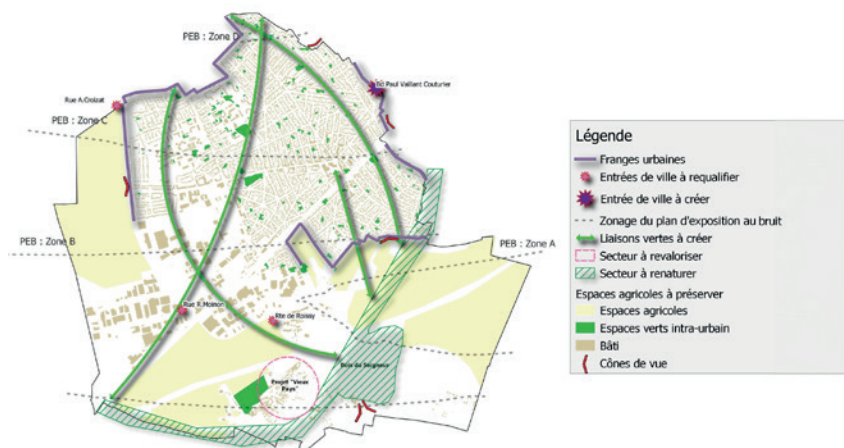 PEB : Zone D
Bd Paul Vaillant Couturier
Rue A.Croizat
PEB : Zone C
PEB : Zone B
PEB : Zone A
Rue R.Moinon
Rte de Roissy
Bois du Seigneur
Projet "Vieux
Pays"
Légende
Franges urbaines
Entrées de ville à requalifier
Entrée de ville à créer
Zonage du plan d'exposition au bruit
Liaisons vertes à créer
Secteur à revaloriser
Secteur à renaturer
Espaces agricoles à préserver
Espaces agricoles
Espaces verts intra-urbain
Bâti
Cônes de vue